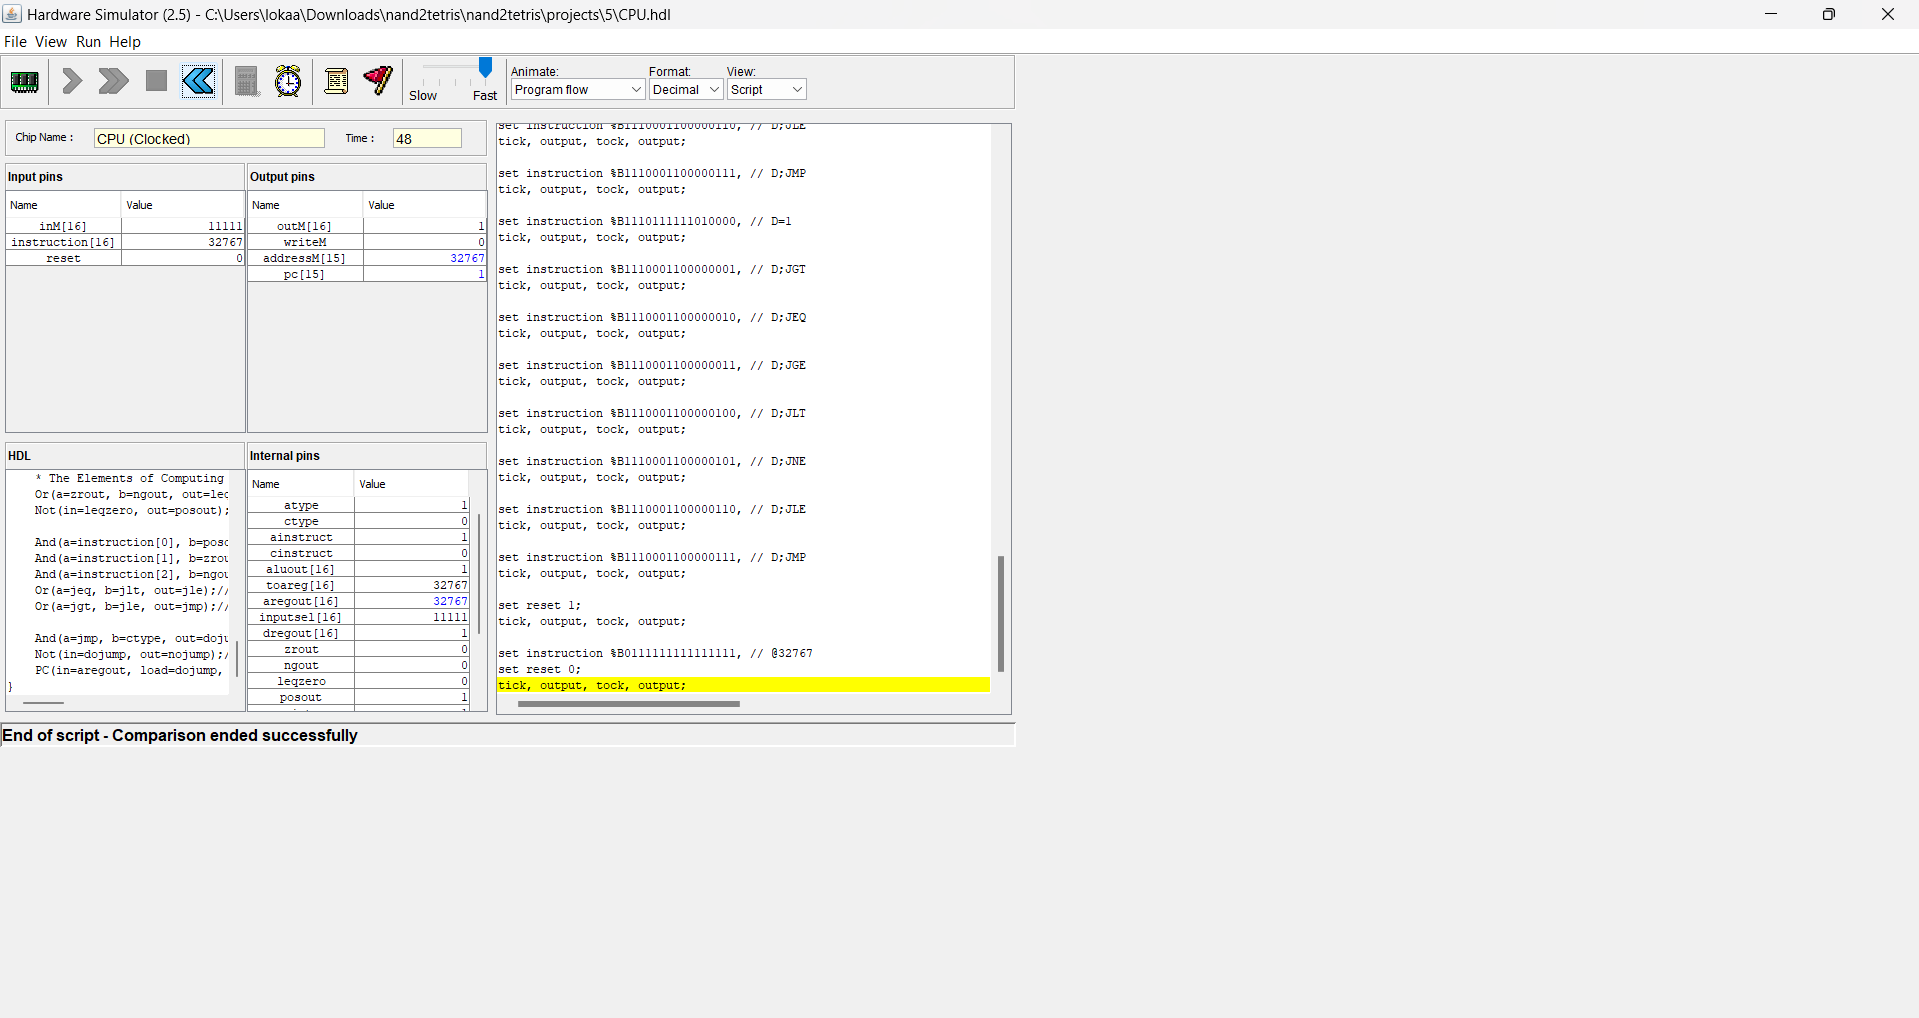 Hardware Simulator (2.5) - C:\Users\lokaa\Downloads\nand2tetris\nand2tetris\projects\5\CPU.hdl
File View Run Help
Slow Fast
Animate: Format: View:
Program flow Decimal Script
Chip Name : CPU (Clocked) Time : 48
Input pins
Name Value
inM[16] 11111
instruction[16] 32767
reset 0
Output pins
Name Value
outM[16] 1
writeM 0
addressM[15] 32767
pc[15] 1
HDL
* The Elements of Computing
Or(a=zrout, b=ngout, out=leq
Not(in=leqzero, out=posout);
And(a=instruction[0], b=poso
And(a=instruction[1], b=zrou
And(a=instruction[2], b=ngou
Or(a=jeq, b=jlt, out=jle);//
Or(a=jgt, b=jle, out=jmp);//
And(a=jmp, b=ctype, out=doju
Not(in=dojump, out=nojump);/
PC(in=aregout, load=dojump,
}
Internal pins
Name Value
atype 1
ctype 0
ainstruct 1
cinstruct 0
aluout[16] 1
toareg[16] 32767
aregout[16] 32767
inputsel[16] 11111
dregout[16] 1
zrout 0
ngout 0
leqzero 0
posout 1
set instruction %B1110001100000110, // D;JLE
tick, output, tock, output;
set instruction %B1110001100000111, // D;JMP
tick, output, tock, output;
set instruction %B1110111111010000, // D=1
tick, output, tock, output;
set instruction %B1110001100000001, // D;JGT
tick, output, tock, output;
set instruction %B1110001100000010, // D;JEQ
tick, output, tock, output;
set instruction %B1110001100000011, // D;JGE
tick, output, tock, output;
set instruction %B1110001100000100, // D;JLT
tick, output, tock, output;
set instruction %B1110001100000101, // D;JNE
tick, output, tock, output;
set instruction %B1110001100000110, // D;JLE
tick, output, tock, output;
set instruction %B1110001100000111, // D;JMP
tick, output, tock, output;
set reset 1;
tick, output, tock, output;
set instruction %B0111111111111111, // @32767
set reset 0;
tick, output, tock, output;
End of script - Comparison ended successfully